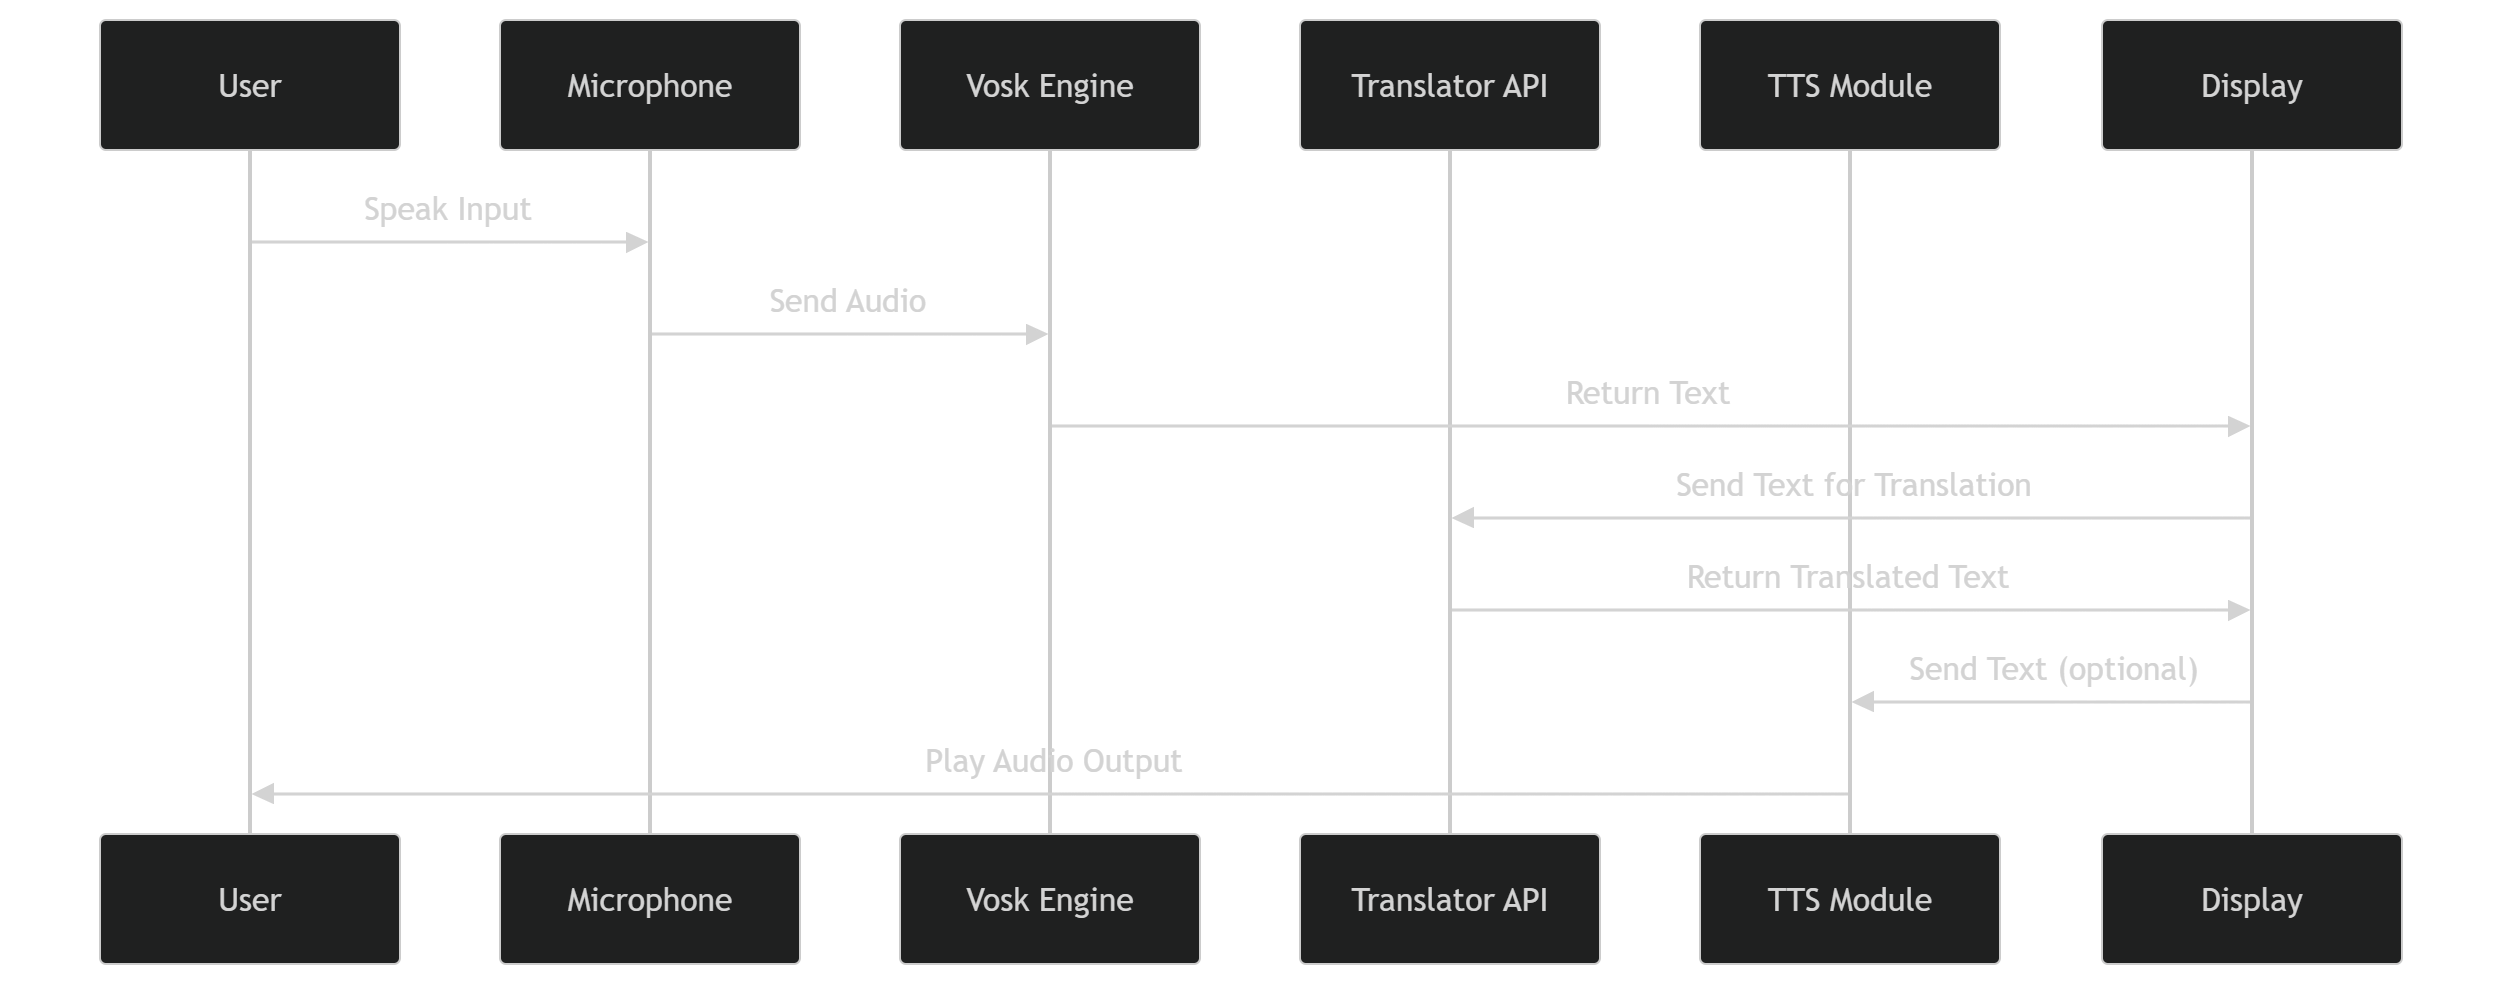 User
Microphone
Vosk Engine
Translator API
TTS Module
Display
Speak Input
Send Audio
Return Text
Send Text for Translation
Return Translated Text
Send Text (optional)
Play Audio Output
User
Microphone
Vosk Engine
Translator API
TTS Module
Display